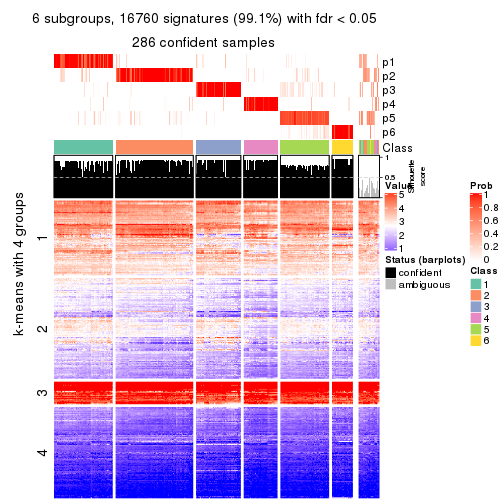 6 subgroups, 16760 signatures (99.1%) with fdr < 0.05
286 confident samples
p1
p2
p3
p4
p5
p6
Class
1
0.5
Silhouette
score
k-means with 4 groups
1
2
3
4
Value
5
4
3
2
1
Status (barplots)
confident
ambiguous
Prob
1
0.8
0.6
0.4
0.2
0
Class
1
2
3
4
5
6